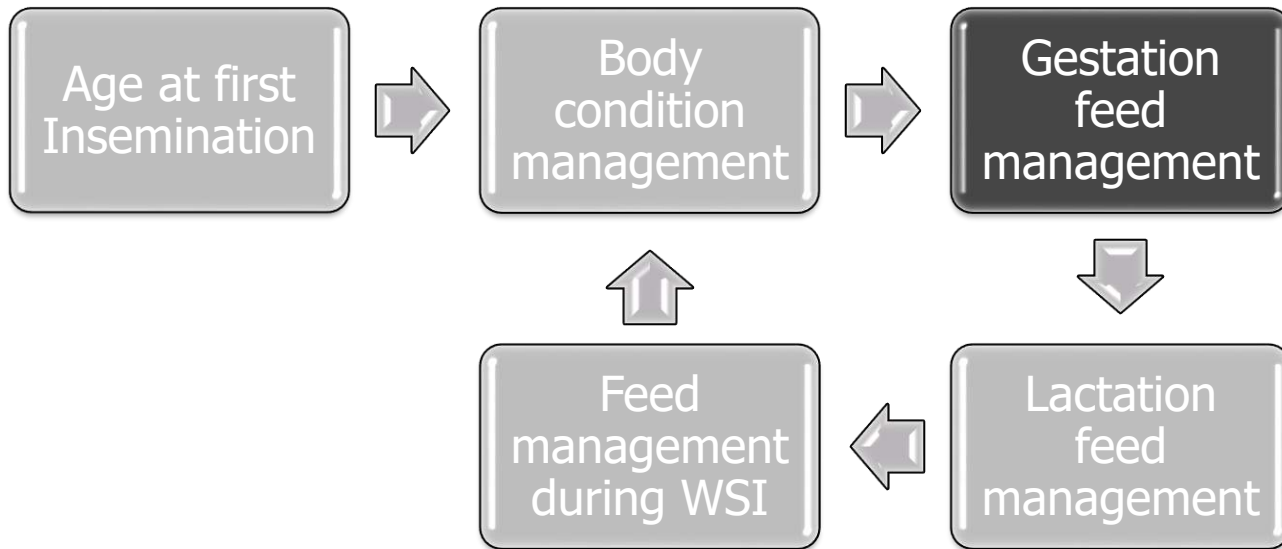 Age at first
Insemination
Body
condition
management
Gestation
feed
management
Feed
management
during WSI
Lactation
feed
management